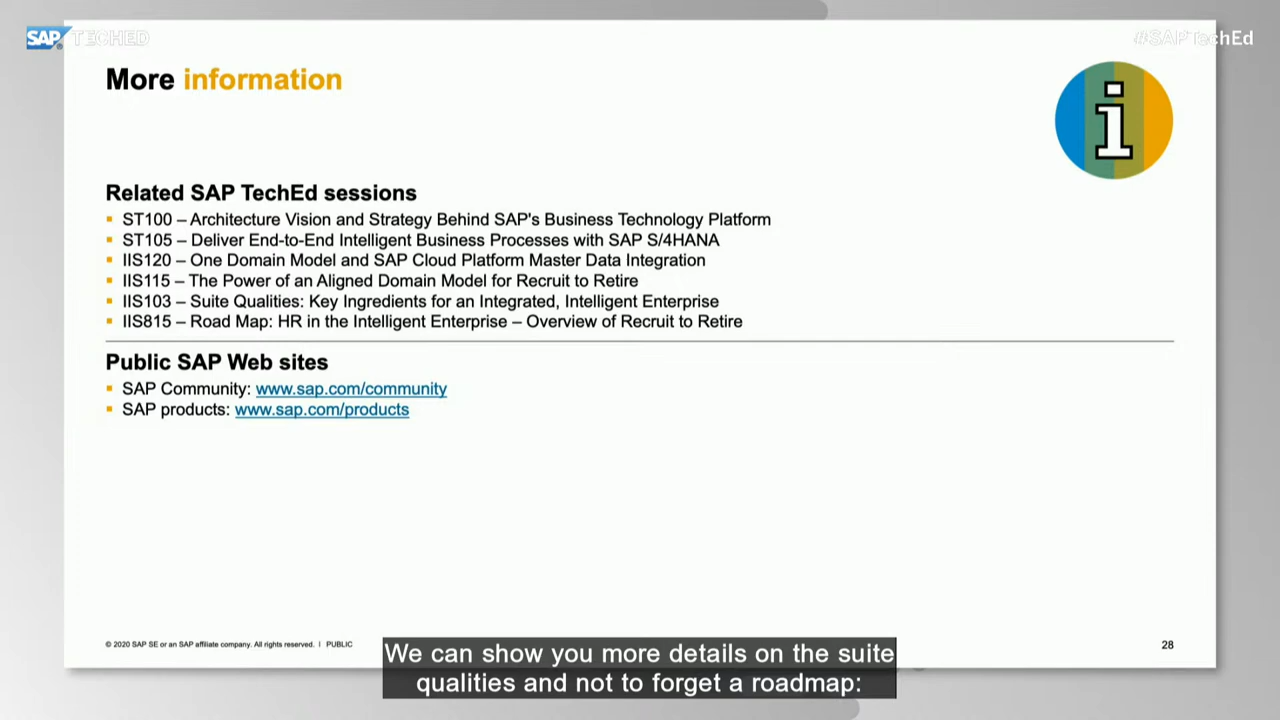 SAP TECHED
#SAPTechEd
More information
i
Related SAP TechEd sessions
ST100 – Architecture Vision and Strategy Behind SAP's Business Technology Platform
ST105 – Deliver End-to-End Intelligent Business Processes with SAP S/4HANA
IIS120 – One Domain Model and SAP Cloud Platform Master Data Integration
IIS115 – The Power of an Aligned Domain Model for Recruit to Retire
IIS103 – Suite Qualities: Key Ingredients for an Integrated, Intelligent Enterprise
IIS815 – Road Map: HR in the Intelligent Enterprise – Overview of Recruit to Retire
Public SAP Web sites
SAP Community: www.sap.com/community
SAP products: www.sap.com/products
© 2020 SAP SE or an SAP affiliate company. All rights reserved. I PUBLIC
28
We can show you more details on the suite
qualities and not to forget a roadmap: